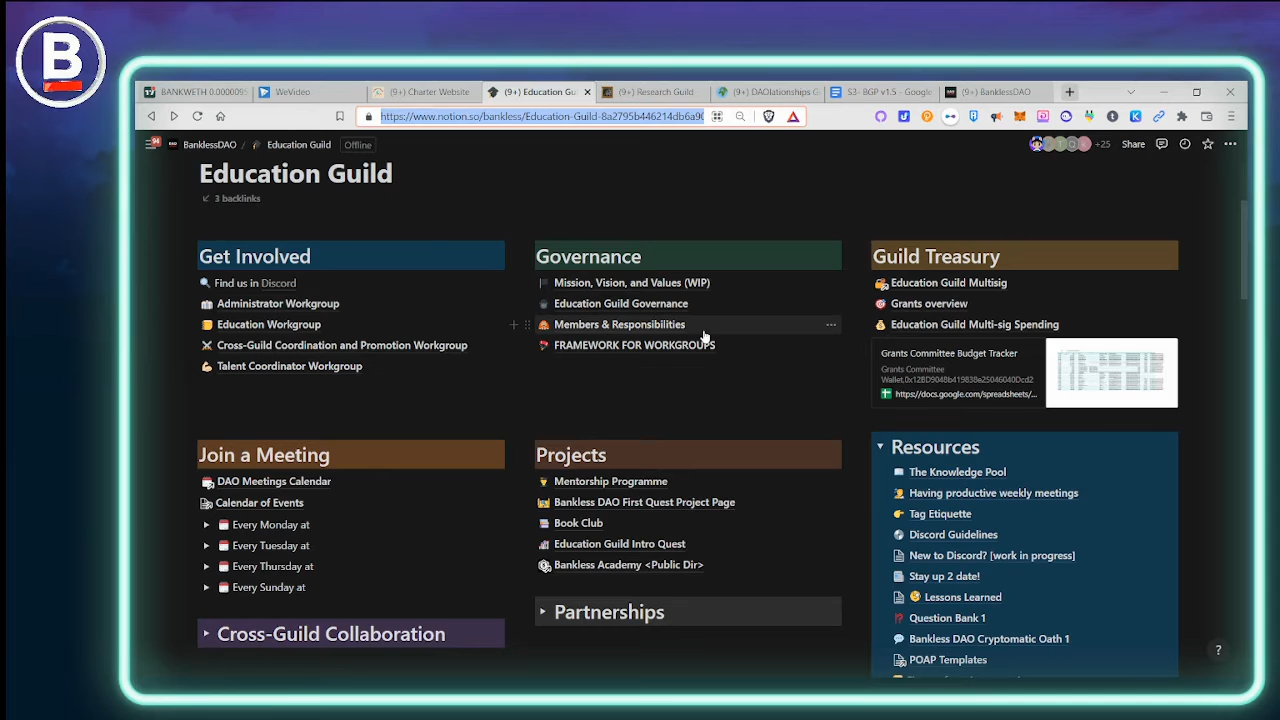 B
BANKWETH 0.0000095
WeVideo
(9+) Charter Website
(9+) Education Gui
(9+) Research Guild
(9+) DAOlationships G
S3- BGP v1.5 - Google
(9+) BanklessDAO
https://www.notion.so/bankless/Education-Guild-8a2795b446214db6a90
94
BanklessDAO / Education Guild Offline
+25 Share
Education Guild
3 backlinks
Get Involved
Find us in Discord
Administrator Workgroup
Education Workgroup
Cross-Guild Coordination and Promotion Workgroup
Talent Coordinator Workgroup
Governance
Mission, Vision, and Values (WIP)
Education Guild Governance
Members & Responsibilities
FRAMEWORK FOR WORKGROUPS
Guild Treasury
Education Guild Multisig
Grants overview
Education Guild Multi-sig Spending
Grants Committee Budget Tracker
Grants Committee
Wallet,0x12BD9048b419838e25046040Dcd2
https://docs.google.com/spreadsheets/...
Join a Meeting
DAO Meetings Calendar
Calendar of Events
Every Monday at
Every Tuesday at
Every Thursday at
Every Sunday at
Cross-Guild Collaboration
Projects
Mentorship Programme
Bankless DAO First Quest Project Page
Book Club
Education Guild Intro Quest
Bankless Academy <Public Dir>
Partnerships
Resources
The Knowledge Pool
Having productive weekly meetings
Tag Etiquette
Discord Guidelines
New to Discord? [work in progress]
Stay up 2 date!
Lessons Learned
Question Bank 1
Bankless DAO Cryptomatic Oath 1
POAP Templates
?